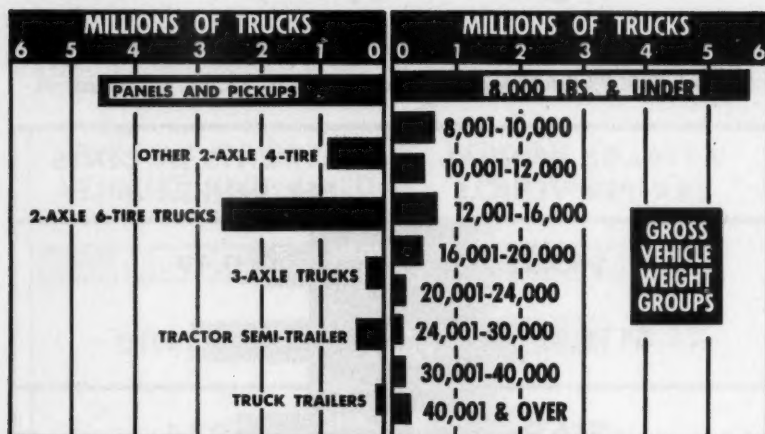 MILLIONS OF TRUCKS
6 5 4 3 2 1 0
PANELS AND PICKUPS
OTHER 2-AXLE 4-TIRE
2-AXLE 6-TIRE TRUCKS
3-AXLE TRUCKS
TRACTOR SEMI-TRAILER
TRUCK TRAILERS
MILLIONS OF TRUCKS
0 1 2 3 4 5 6
8,000 LBS. & UNDER
8,001-10,000
10,001-12,000
12,001-16,000
16,001-20,000
20,001-24,000
24,001-30,000
30,001-40,000
40,001 & OVER
GROSS
VEHICLE
WEIGHT
GROUPS